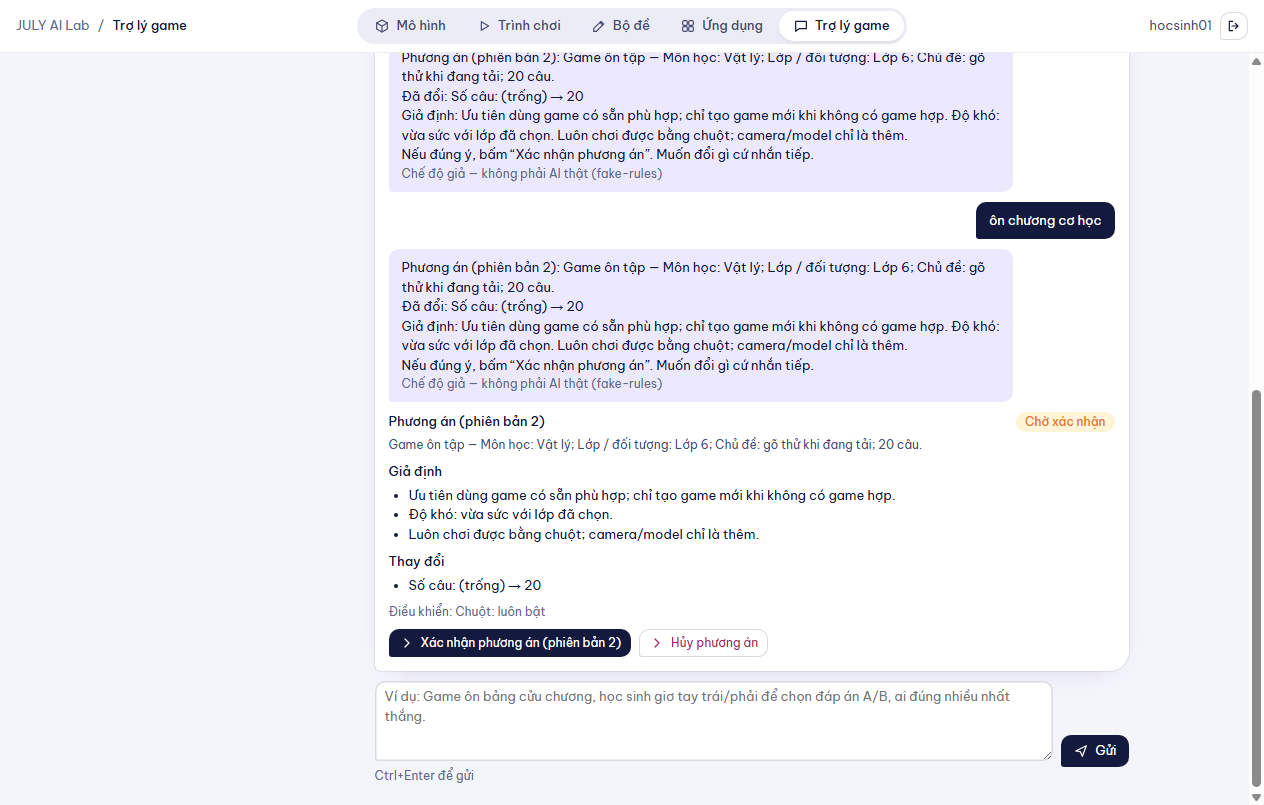 JULY AI Lab / Trợ lý game
Mô hình
Trình chơi
Bộ đề
Ứng dụng
Trợ lý game
hocsinh01
Phương án (phiên bản 2): Game ôn tập — Môn học: Vật lý; Lớp / đối tượng: Lớp 6; Chủ đề: gõ
thử khi đang tải; 20 câu.
Đã đổi: Số câu: (trống) → 20
Giả định: Ưu tiên dùng game có sẵn phù hợp; chỉ tạo game mới khi không có game hợp. Độ khó:
vừa sức với lớp đã chọn. Luôn chơi được bằng chuột; camera/model chỉ là thêm.
Nếu đúng ý, bấm “Xác nhận phương án”. Muốn đổi gì cứ nhắn tiếp.
Chế độ giả — không phải AI thật (fake-rules)
ôn chương cơ học
Phương án (phiên bản 2): Game ôn tập — Môn học: Vật lý; Lớp / đối tượng: Lớp 6; Chủ đề: gõ
thử khi đang tải; 20 câu.
Đã đổi: Số câu: (trống) → 20
Giả định: Ưu tiên dùng game có sẵn phù hợp; chỉ tạo game mới khi không có game hợp. Độ khó:
vừa sức với lớp đã chọn. Luôn chơi được bằng chuột; camera/model chỉ là thêm.
Nếu đúng ý, bấm “Xác nhận phương án”. Muốn đổi gì cứ nhắn tiếp.
Chế độ giả — không phải AI thật (fake-rules)
Phương án (phiên bản 2)
Chờ xác nhận
Game ôn tập — Môn học: Vật lý; Lớp / đối tượng: Lớp 6; Chủ đề: gõ thử khi đang tải; 20 câu.
Giả định
• Ưu tiên dùng game có sẵn phù hợp; chỉ tạo game mới khi không có game hợp.
• Độ khó: vừa sức với lớp đã chọn.
• Luôn chơi được bằng chuột; camera/model chỉ là thêm.
Thay đổi
• Số câu: (trống) → 20
Điều khiển: Chuột: luôn bật
Xác nhận phương án (phiên bản 2)
Hủy phương án
Ví dụ: Game ôn bảng cửu chương, học sinh giơ tay trái/phải để chọn đáp án A/B, ai đúng nhiều nhất
thắng.
Gửi
Ctrl+Enter để gửi